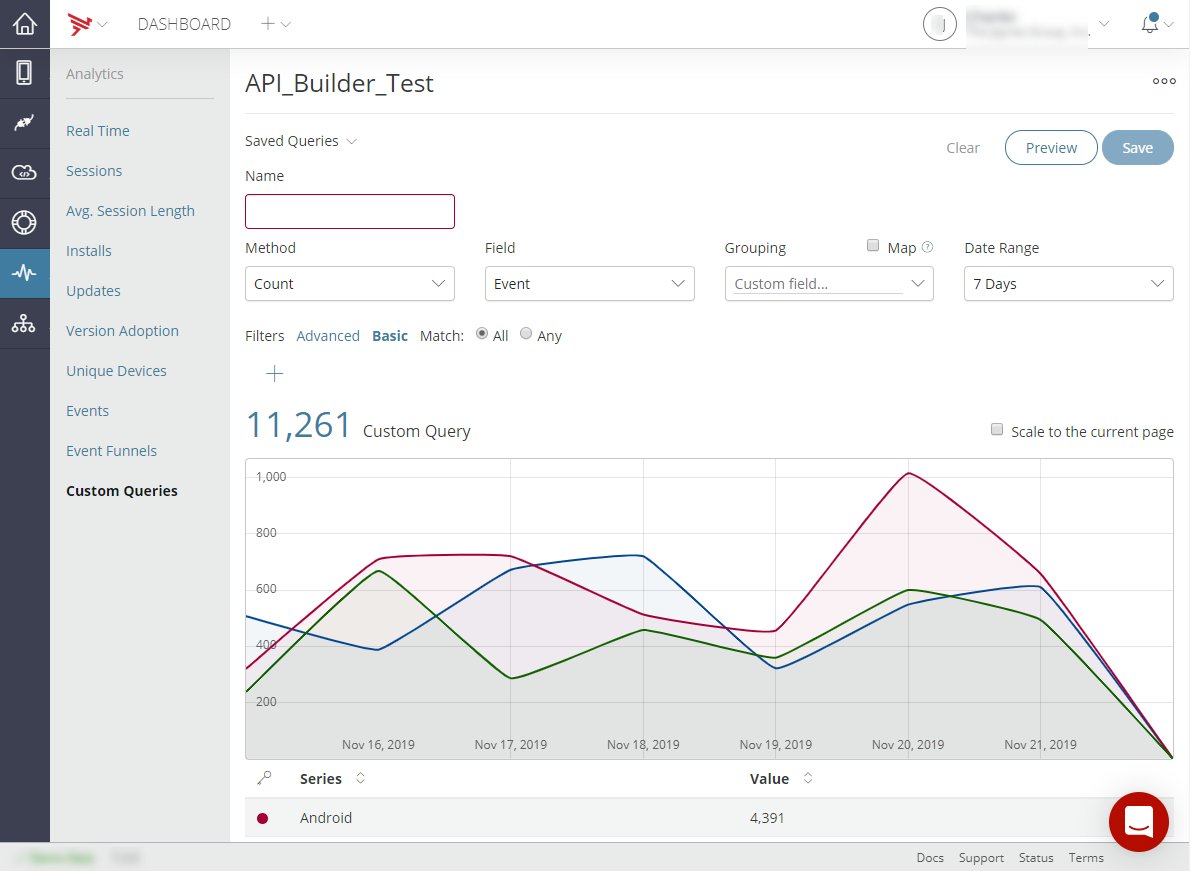 DASHBOARD
J
Analytics
Real Time
Sessions
Avg. Session Length
Installs
Updates
Version Adoption
Unique Devices
Events
Event Funnels
Custom Queries
API_Builder_Test
Saved Queries
Clear Preview Save
Name
Method Field Grouping Map ? Date Range
Count Event Custom field... 7 Days
Filters Advanced Basic Match: All Any
11,261 Custom Query Scale to the current page
1,000
800
600
400
200
Nov 16, 2019 Nov 17, 2019 Nov 18, 2019 Nov 19, 2019 Nov 20, 2019 Nov 21, 2019
Series Value
Android 4,391
Docs Support Status Terms